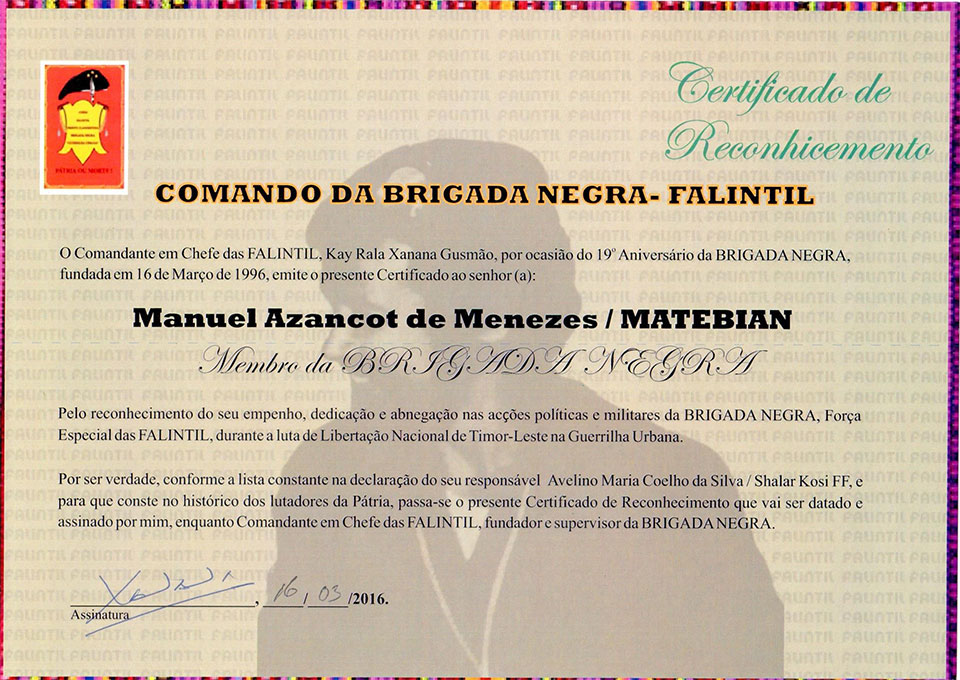 Certificado de
Reconhicemento
PÁTRIA OU MORTE!
COMANDO DA BRIGADA NEGRA- FALINTIL
O Comandante em Chefe das FALINTIL, Kay Rala Xanana Gusmão, por ocasião do 19º Aniversário da BRIGADA NEGRA,
fundada em 16 de Março de 1996, emite o presente Certificado ao senhor (a):
Manuel Azancot de Menezes / MATEBIAN
Membro da BRIGADA NEGRA
Pelo reconhecimento do seu empenho, dedicação e abnegação nas acções políticas e militares da BRIGADA NEGRA, Força
Especial das FALINTIL, durante a luta de Libertação Nacional de Timor-Leste na Guerrilha Urbana.
Por ser verdade, conforme a lista constante na declaração do seu responsável Avelino Maria Coelho da Silva / Shalar Kosi FF, e
para que conste no histórico dos lutadores da Pátria, passa-se o presente Certificado de Reconhecimento que vai ser datado e
assinado por mim, enquanto Comandante em Chefe das FALINTIL, fundador e supervisor da BRIGADA NEGRA.
, 16 / 03 /2016.
Assinatura